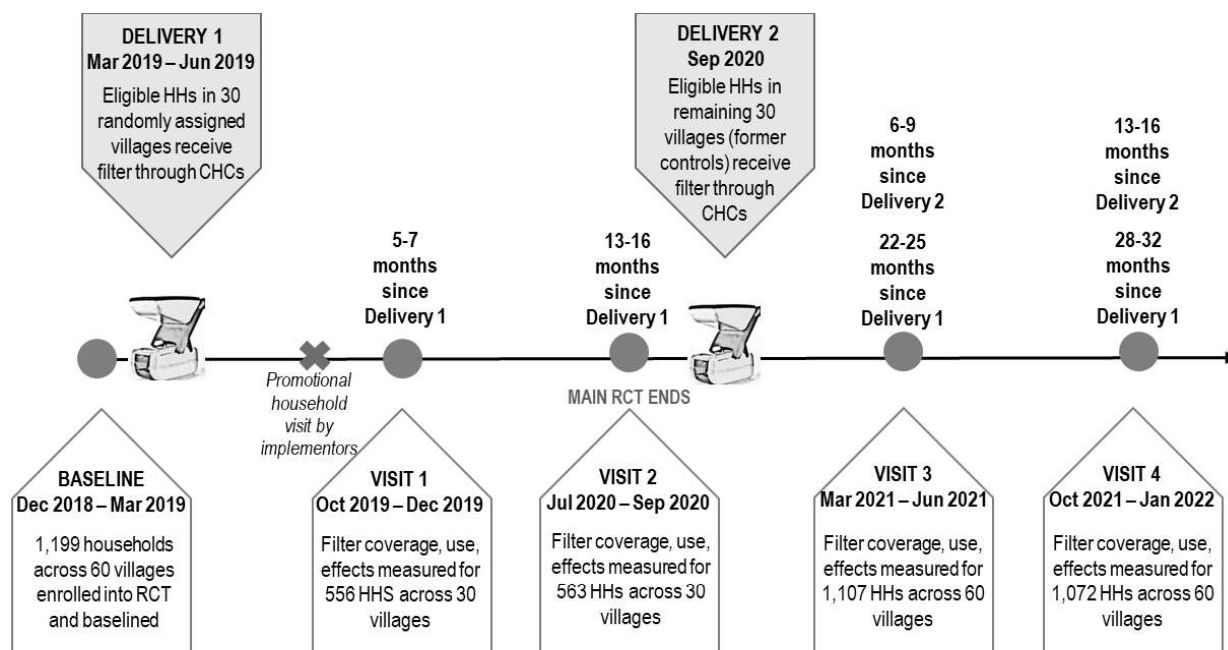 DELIVERY 1
Mar 2019 – Jun 2019
Eligible HHs in 30
randomly assigned
villages receive
filter through CHCs
DELIVERY 2
Sep 2020
Eligible HHs in
remaining 30
villages (former
controls) receive
filter through
CHCs
5-7
months
since
Delivery 1
13-16
months
since
Delivery 1
6-9
months
since
Delivery 2
22-25
months
since
Delivery 1
13-16
months
since
Delivery 2
28-32
months
since
Delivery 1
Promotional
household
visit by
implementors
MAIN RCT ENDS
BASELINE
Dec 2018 – Mar 2019
1,199 households
across 60 villages
enrolled into RCT
and baselined
VISIT 1
Oct 2019 – Dec 2019
Filter coverage, use,
effects measured for
556 HHS across 30
villages
VISIT 2
Jul 2020 – Sep 2020
Filter coverage, use,
effects measured for
563 HHs across 30
villages
VISIT 3
Mar 2021 – Jun 2021
Filter coverage, use,
effects measured for
1,107 HHs across 60
villages
VISIT 4
Oct 2021 – Jan 2022
Filter coverage, use,
effects measured for
1,072 HHs across 60
villages